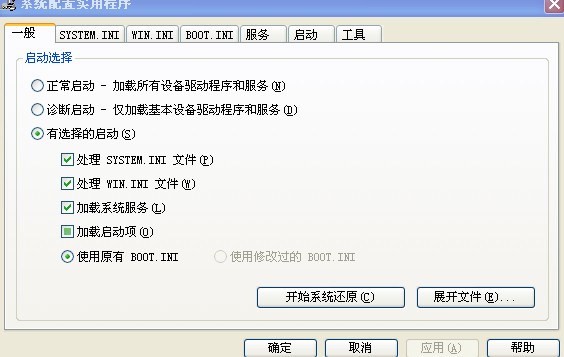 系统配置实用程序
一般 SYSTEM.INI WIN.INI BOOT.INI 服务 启动 工具
启动选择
正常启动 - 加载所有设备驱动程序和服务(N)
诊断启动 - 仅加载基本设备驱动程序和服务(D)
有选择的启动(S)
处理 SYSTEM.INI 文件(P)
处理 WIN.INI 文件(W)
加载系统服务(L)
加载启动项(O)
使用原有 BOOT.INI 使用修改过的 BOOT.INI
开始系统还原(C) 展开文件(E)...
确定 取消 应用(A) 帮助